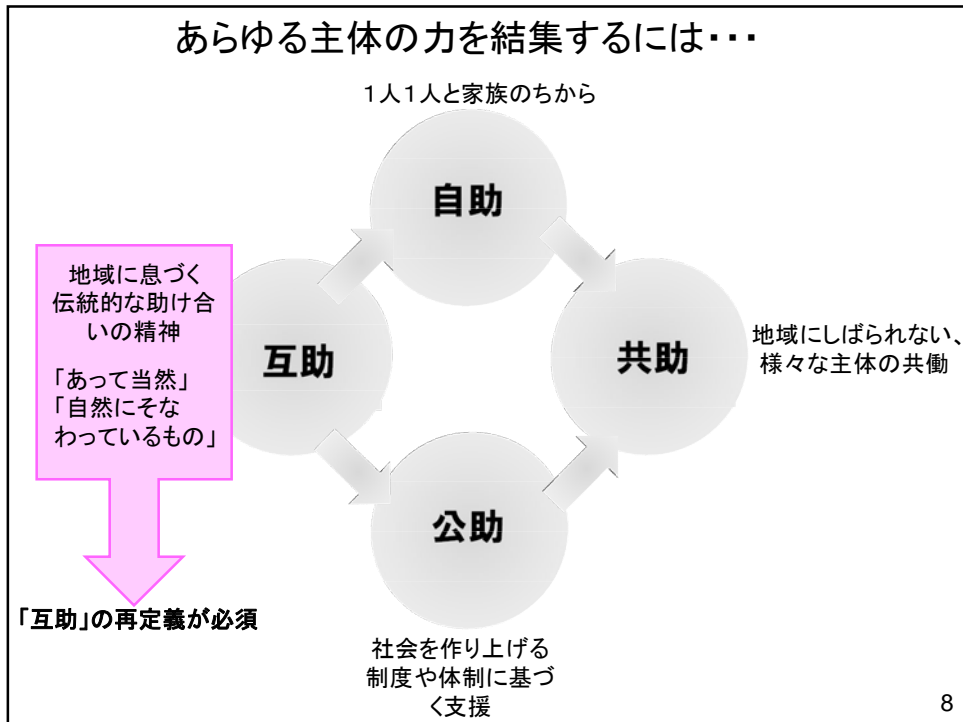 あらゆる主体の力を結集するには・・・
１人１人と家族のちから
自助
地域に息づく
伝統的な助け合
いの精神
「あって当然」
「自然にそな
わっているもの」
互助
共助
地域にしばられない、
様々な主体の共働
公助
「互助」の再定義が必須
社会を作り上げる
制度や体制に基づ
く支援
8